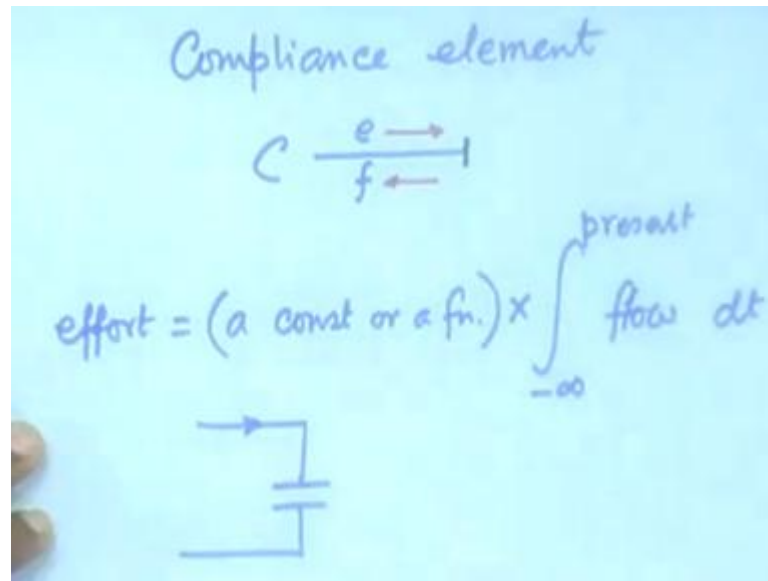 Compliance element
e
C
f
present
effort = (a const or a fn.) × ∫ flow dt
-∞